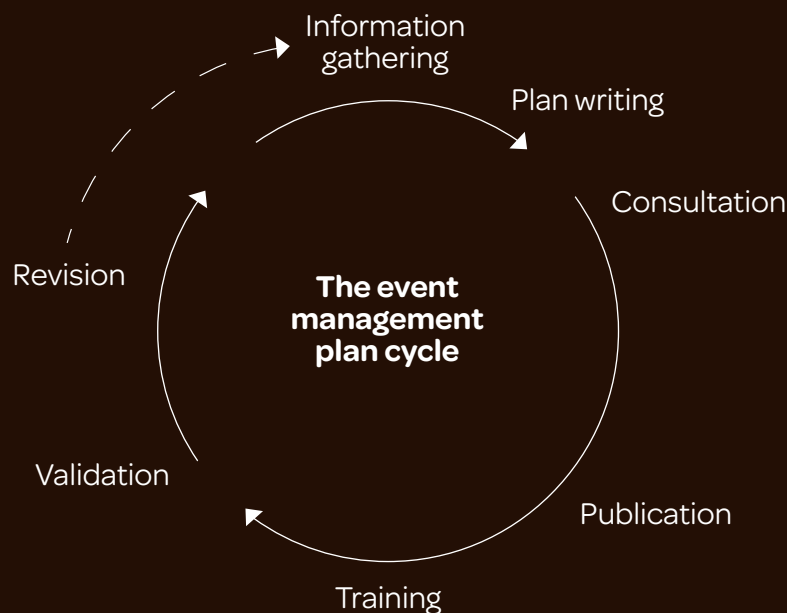 Information
gathering
Plan writing
Consultation
Revision
The event
management
plan cycle
Validation
Publication
Training